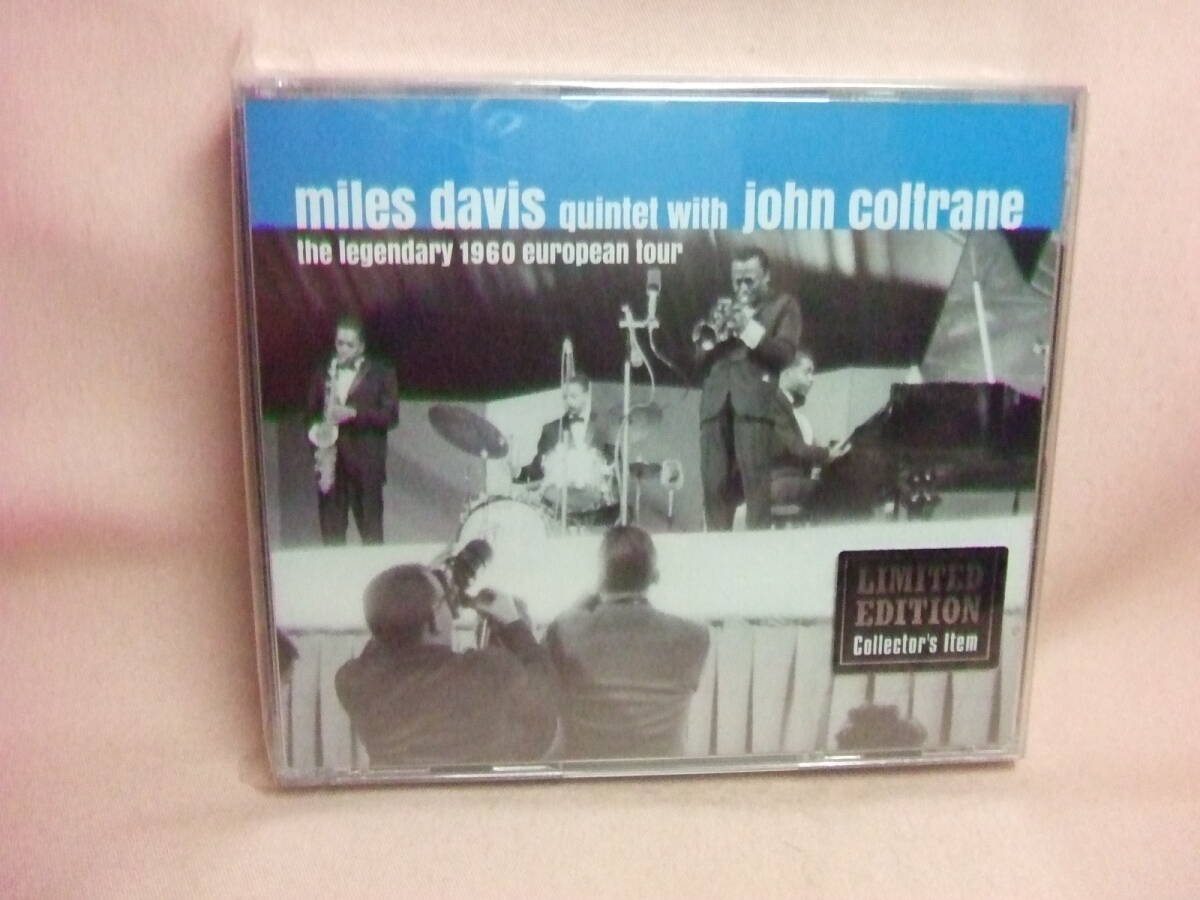 miles davis quintet with john coltrane
the legendary 1960 european tour
LIMITED
EDITION
Collector's Item